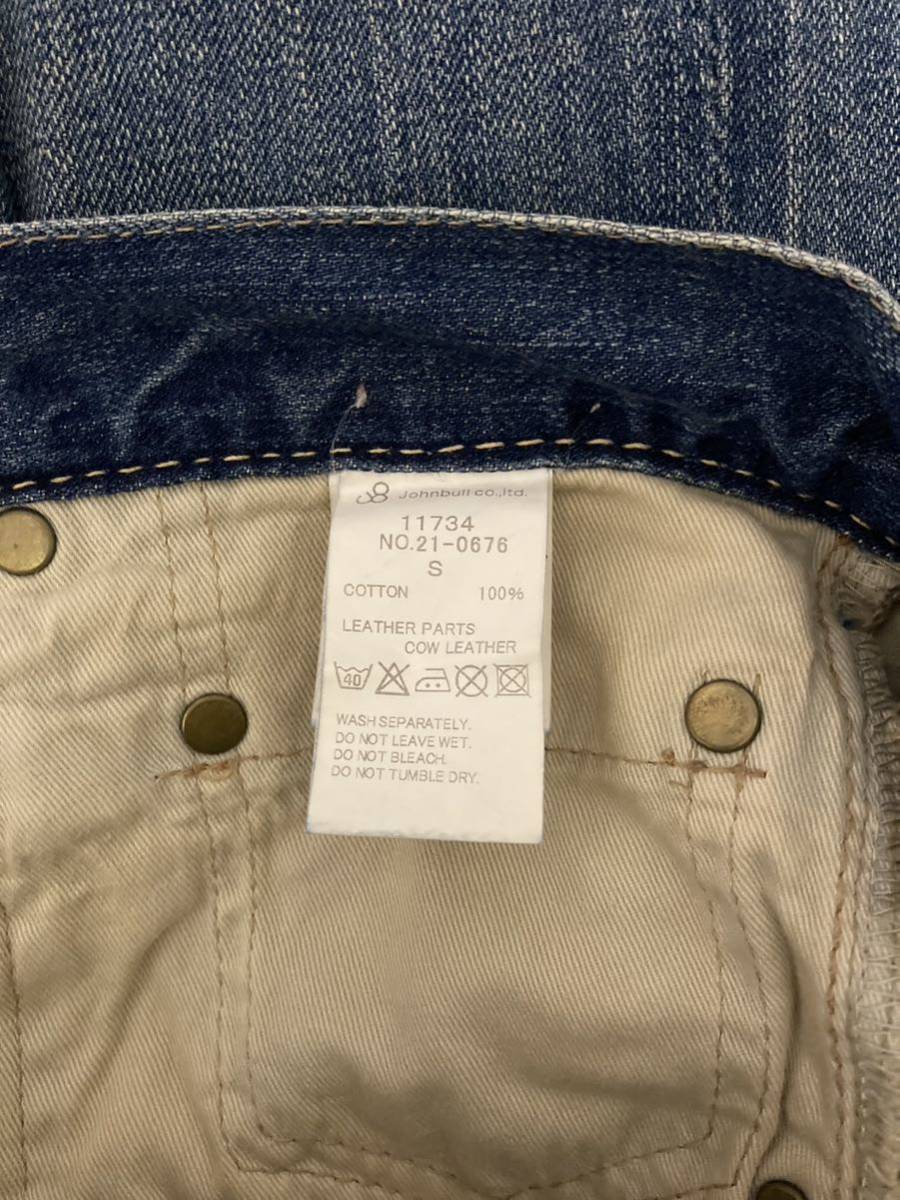 Johnbull co.,ltd.
11734
NO.21-0676
S
COTTON 100%
LEATHER PARTS
COW LEATHER
40
WASH SEPARATELY.
DO NOT LEAVE WET.
DO NOT BLEACH.
DO NOT TUMBLE DRY.